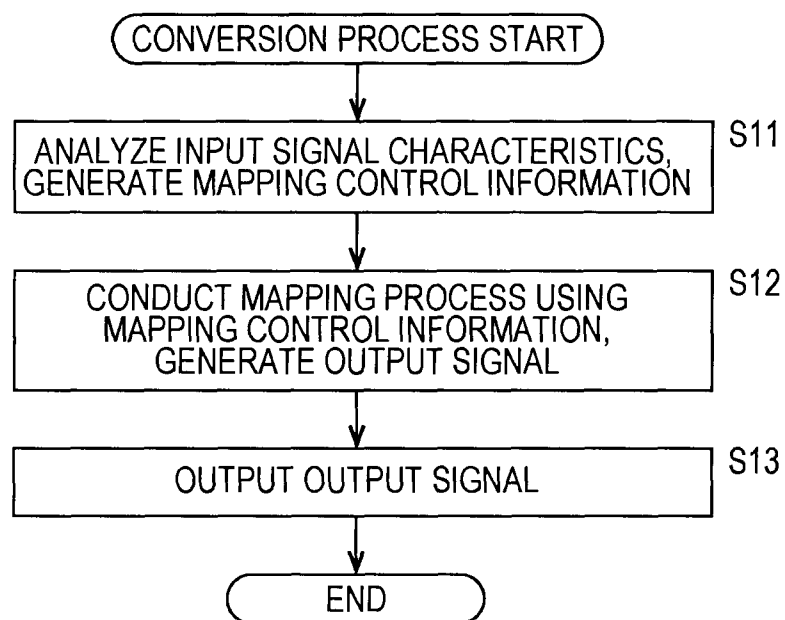 CONVERSION PROCESS START
S11
ANALYZE INPUT SIGNAL CHARACTERISTICS,
GENERATE MAPPING CONTROL INFORMATION
S12
CONDUCT MAPPING PROCESS USING
MAPPING CONTROL INFORMATION,
GENERATE OUTPUT SIGNAL
S13
OUTPUT OUTPUT SIGNAL
END